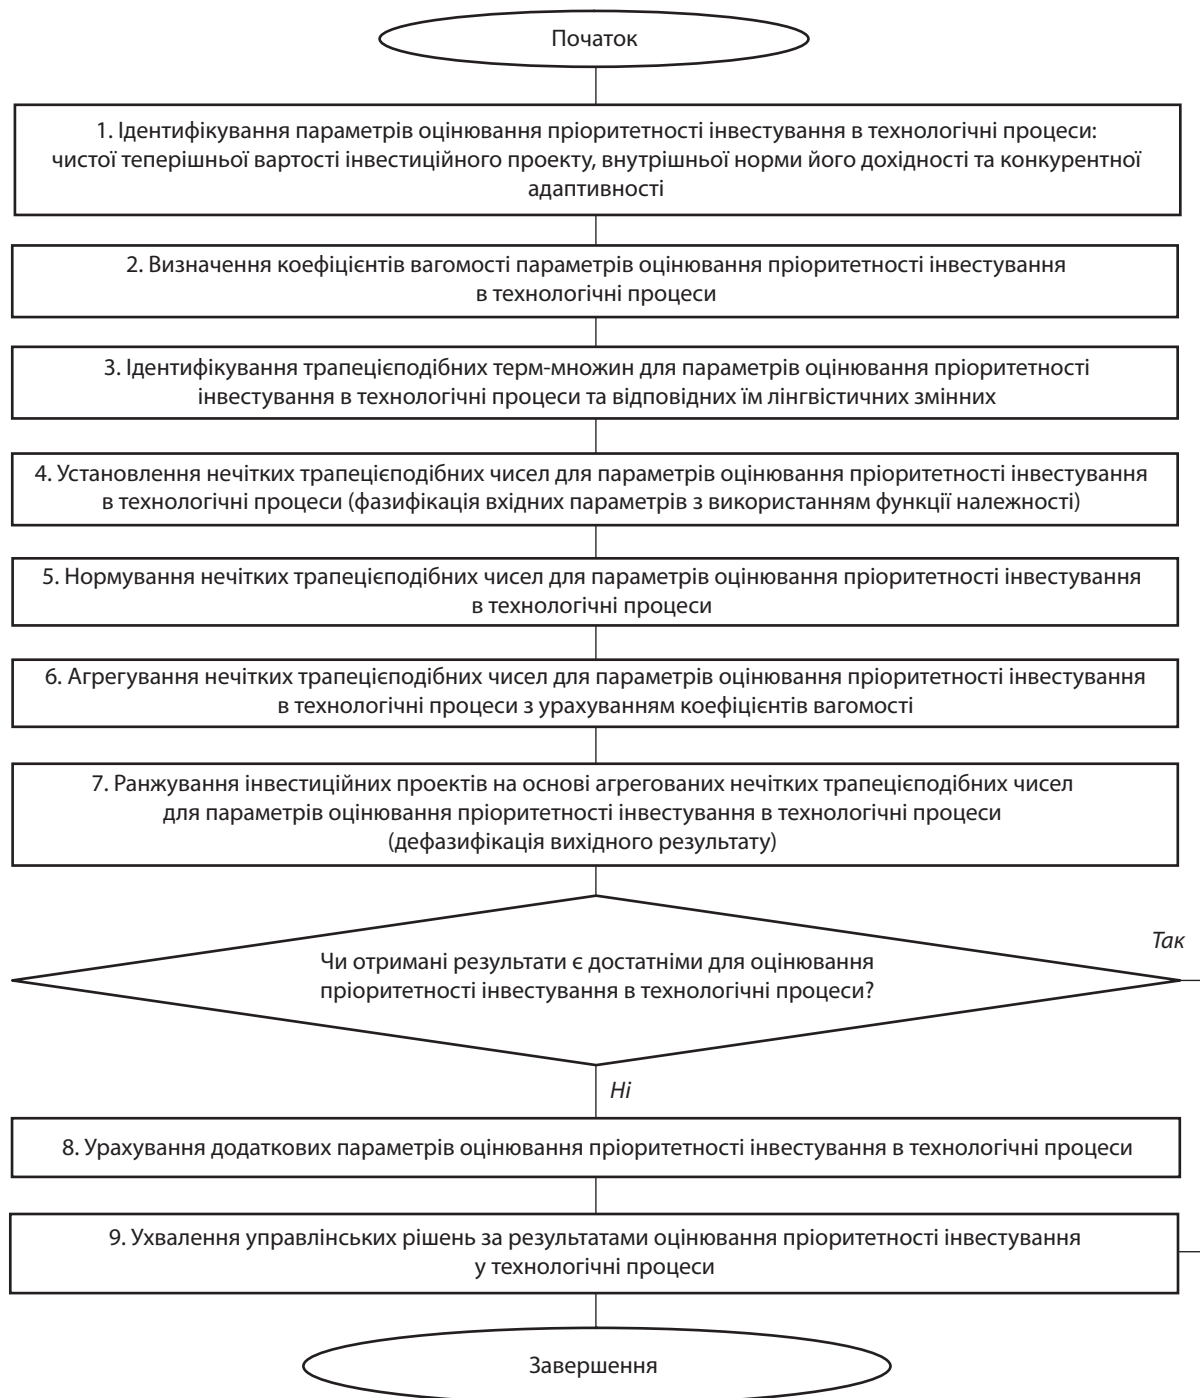 Початок
1. Ідентифікування параметрів оцінювання пріоритетності інвестування в технологічні процеси:
чистої теперішньої вартості інвестиційного проекту, внутрішньої норми його дохідності та конкурентної
адаптивності
2. Визначення коефіцієнтів вагомості параметрів оцінювання пріоритетності інвестування
в технологічні процеси
3. Ідентифікування трапецієподібних терм-множин для параметрів оцінювання пріоритетності
інвестування в технологічні процеси та відповідних їм лінгвістичних змінних
4. Установлення нечітких трапецієподібних чисел для параметрів оцінювання пріоритетності інвестування
в технологічні процеси (фазифікація вхідних параметрів з використанням функції належності)
5. Нормування нечітких трапецієподібних чисел для параметрів оцінювання пріоритетності інвестування
в технологічні процеси
6. Агрегування нечітких трапецієподібних чисел для параметрів оцінювання пріоритетності інвестування
в технологічні процеси з урахуванням коефіцієнтів вагомості
7. Ранжування інвестиційних проектів на основі агрегованих нечітких трапецієподібних чисел
для параметрів оцінювання пріоритетності інвестування в технологічні процеси
(дефазифікація вихідного результату)
Так
Чи отримані результати є достатніми для оцінювання
пріоритетності інвестування в технологічні процеси?
Ні
8. Урахування додаткових параметрів оцінювання пріоритетності інвестування в технологічні процеси
9. Ухвалення управлінських рішень за результатами оцінювання пріоритетності інвестування
у технологічні процеси
Завершення